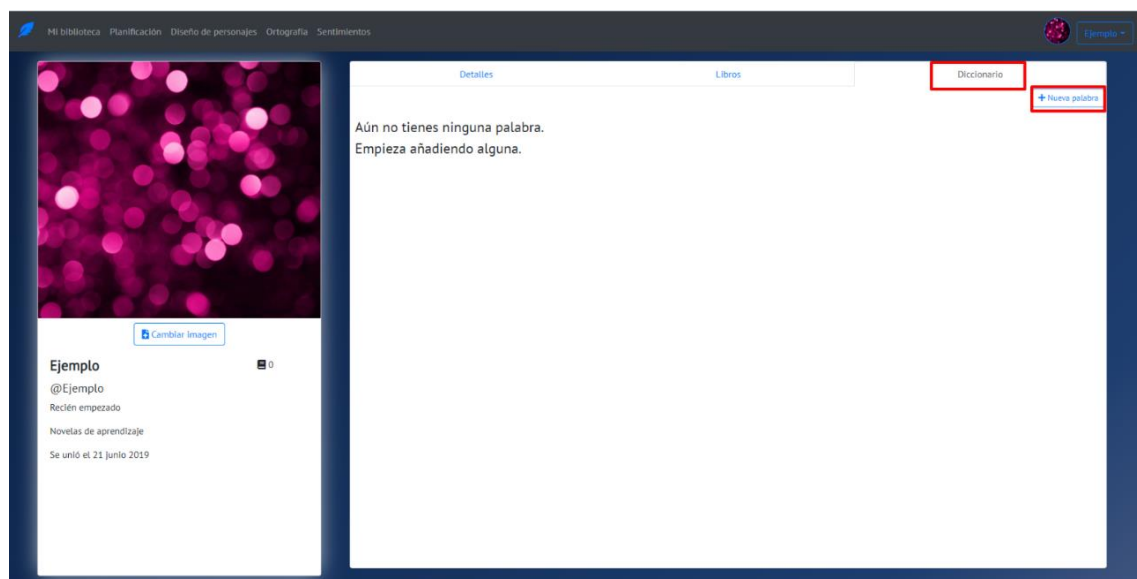 Mi biblioteca Planificación Diseño de personajes Ortografía Sentimientos
Ejemplo
Detalles Libros Diccionario
+ Nueva palabra
Aún no tienes ninguna palabra.
Empieza añadiendo alguna.
Cambiar Imagen
Ejemplo 0
@Ejemplo
Recién empezado
Novelas de aprendizaje
Se unió el 21 junio 2019